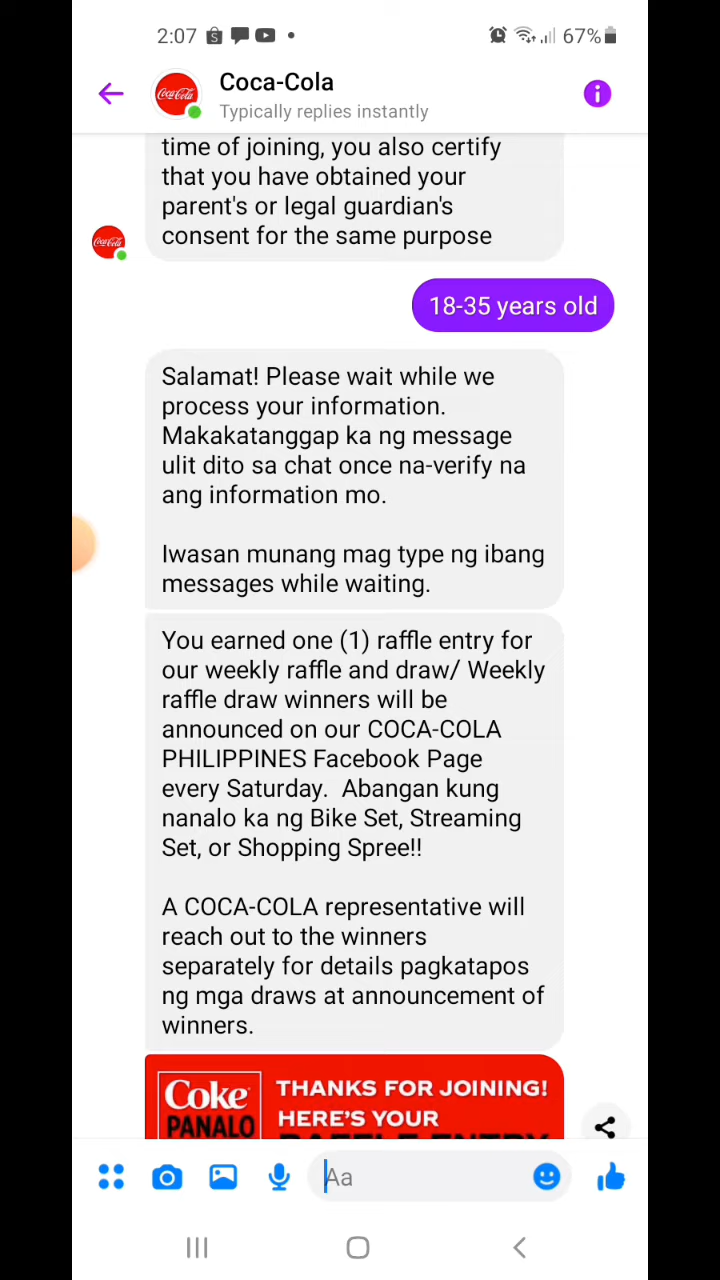 2:07
67%
Coca-Cola
Typically replies instantly
time of joining, you also certify
that you have obtained your
parent's or legal guardian's
consent for the same purpose
18-35 years old
Salamat! Please wait while we
process your information.
Makakatanggap ka ng message
ulit dito sa chat once na-verify na
ang information mo.
Iwasan munang mag type ng ibang
messages while waiting.
You earned one (1) raffle entry for
our weekly raffle and draw/ Weekly
raffle draw winners will be
announced on our COCA-COLA
PHILIPPINES Facebook Page
every Saturday.  Abangan kung
nanalo ka ng Bike Set, Streaming
Set, or Shopping Spree!!
A COCA-COLA representative will
reach out to the winners
separately for details pagkatapos
ng mga draws at announcement of
winners.
Coke
PANALO
THANKS FOR JOINING!
HERE'S YOUR
RAFFLE ENTRY
Aa